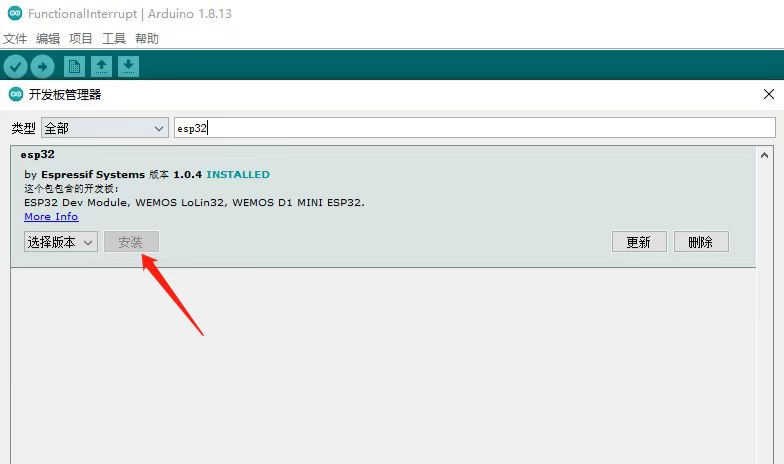 FunctionalInterrupt | Arduino 1.8.13
文件 编辑 项目 工具 帮助
开发板管理器
类型 全部 esp32
esp32
by Espressif Systems 版本 1.0.4 INSTALLED
这个包包含的开发板:
ESP32 Dev Module, WEMOS LoLin32, WEMOS D1 MINI ESP32.
More Info
选择版本 安装 更新 删除